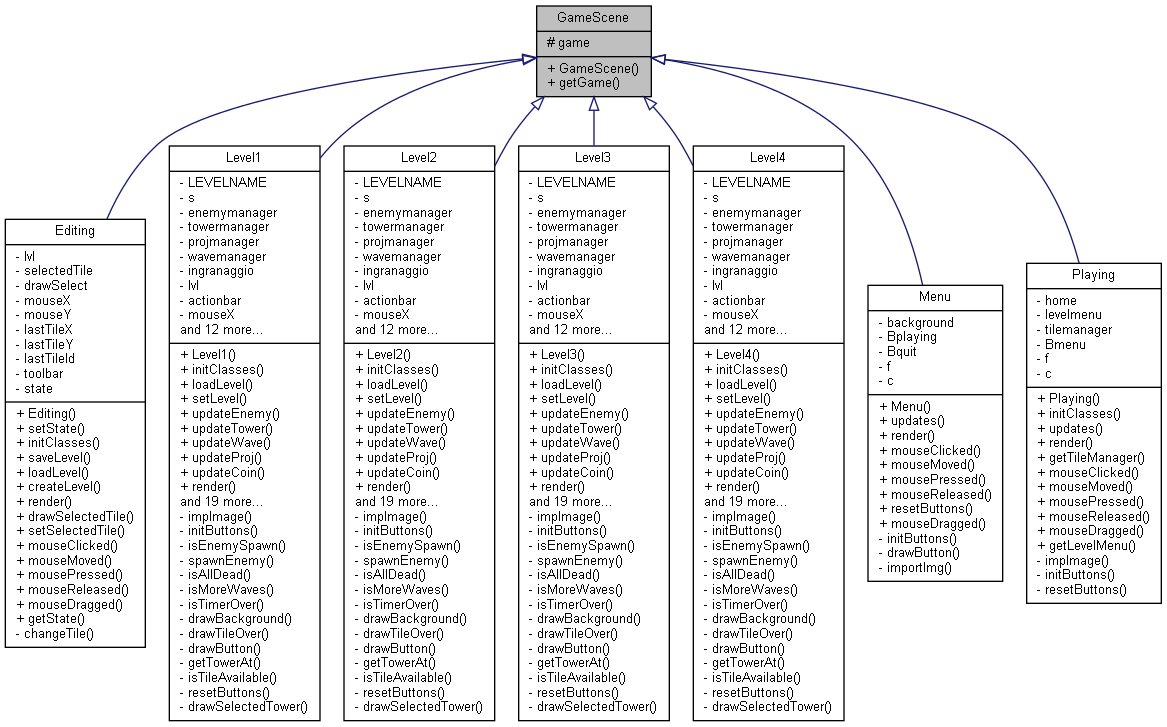 GameScene
# game
+ GameScene()
+ getGame()
Editing
- lvl
- selectedTile
- drawSelect
- mouseX
- mouseY
- lastTileX
- lastTileY
- lastTileId
- toolbar
- state
+ Editing()
+ setState()
+ initClasses()
+ saveLevel()
+ loadLevel()
+ createLevel()
+ render()
+ drawSelectedTile()
+ setSelectedTile()
+ mouseClicked()
+ mouseMoved()
+ mousePressed()
+ mouseReleased()
+ mouseDragged()
+ getState()
- changeTile()
Level1
- LEVELNAME
- s
- enemymanager
- towermanager
- projmanager
- wavemanager
- ingranaggio
- lvl
- actionbar
- mouseX
and 12 more...
+ Level1()
+ initClasses()
+ loadLevel()
+ setLevel()
+ updateEnemy()
+ updateTower()
+ updateWave()
+ updateProj()
+ updateCoin()
+ render()
and 19 more...
- impImage()
- initButtons()
- isEnemySpawn()
- spawnEnemy()
- isAllDead()
- isMoreWaves()
- isTimerOver()
- drawBackground()
- drawTileOver()
- drawButton()
- getTowerAt()
- isTileAvailable()
- resetButtons()
- drawSelectedTower()
Level2
- LEVELNAME
- s
- enemymanager
- towermanager
- projmanager
- wavemanager
- ingranaggio
- lvl
- actionbar
- mouseX
and 12 more...
+ Level2()
+ initClasses()
+ loadLevel()
+ setLevel()
+ updateEnemy()
+ updateTower()
+ updateWave()
+ updateProj()
+ updateCoin()
+ render()
and 19 more...
- impImage()
- initButtons()
- isEnemySpawn()
- spawnEnemy()
- isAllDead()
- isMoreWaves()
- isTimerOver()
- drawBackground()
- drawTileOver()
- drawButton()
- getTowerAt()
- isTileAvailable()
- resetButtons()
- drawSelectedTower()
Level3
- LEVELNAME
- s
- enemymanager
- towermanager
- projmanager
- wavemanager
- ingranaggio
- lvl
- actionbar
- mouseX
and 12 more...
+ Level3()
+ initClasses()
+ loadLevel()
+ setLevel()
+ updateEnemy()
+ updateTower()
+ updateWave()
+ updateProj()
+ updateCoin()
+ render()
and 19 more...
- impImage()
- initButtons()
- isEnemySpawn()
- spawnEnemy()
- isAllDead()
- isMoreWaves()
- isTimerOver()
- drawBackground()
- drawTileOver()
- drawButton()
- getTowerAt()
- isTileAvailable()
- resetButtons()
- drawSelectedTower()
Level4
- LEVELNAME
- s
- enemymanager
- towermanager
- projmanager
- wavemanager
- ingranaggio
- lvl
- actionbar
- mouseX
and 12 more...
+ Level4()
+ initClasses()
+ loadLevel()
+ setLevel()
+ updateEnemy()
+ updateTower()
+ updateWave()
+ updateProj()
+ updateCoin()
+ render()
and 19 more...
- impImage()
- initButtons()
- isEnemySpawn()
- spawnEnemy()
- isAllDead()
- isMoreWaves()
- isTimerOver()
- drawBackground()
- drawTileOver()
- drawButton()
- getTowerAt()
- isTileAvailable()
- resetButtons()
- drawSelectedTower()
Menu
- background
- Bplaying
- Bquit
- f
- c
+ Menu()
+ updates()
+ render()
+ mouseClicked()
+ mouseMoved()
+ mousePressed()
+ mouseReleased()
+ resetButtons()
+ mouseDragged()
- initButtons()
- drawButton()
- importImg()
Playing
- home
- levelmenu
- tilemanager
- Bmenu
- f
- c
+ Playing()
+ initClasses()
+ updates()
+ render()
+ getTileManager()
+ mouseClicked()
+ mouseMoved()
+ mousePressed()
+ mouseReleased()
+ mouseDragged()
+ getLevelMenu()
- impImage()
- initButtons()
- resetButtons()